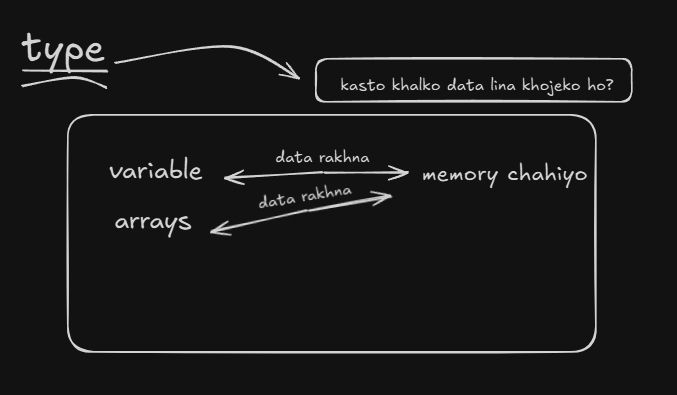 type
kasto khalko data lina khojeko ho?
data rakhna
variable
memory chahiyo
data rakhna
arrays